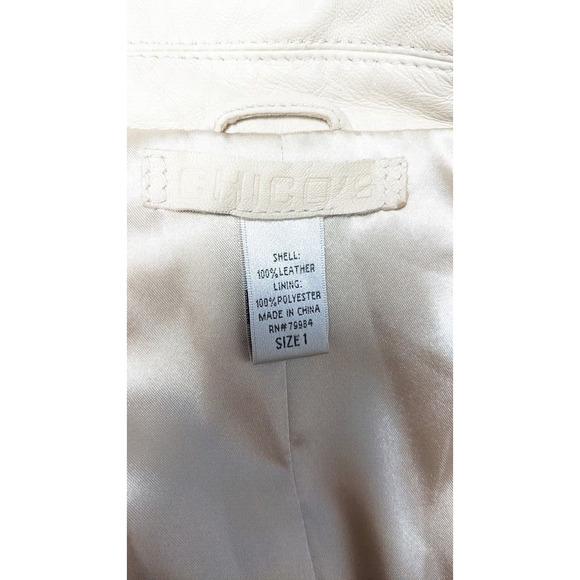 CHICO'S
SHELL:
100%LEATHER
LINING:
100%POLYESTER
MADE IN CHINA
RN#79984
SIZE 1